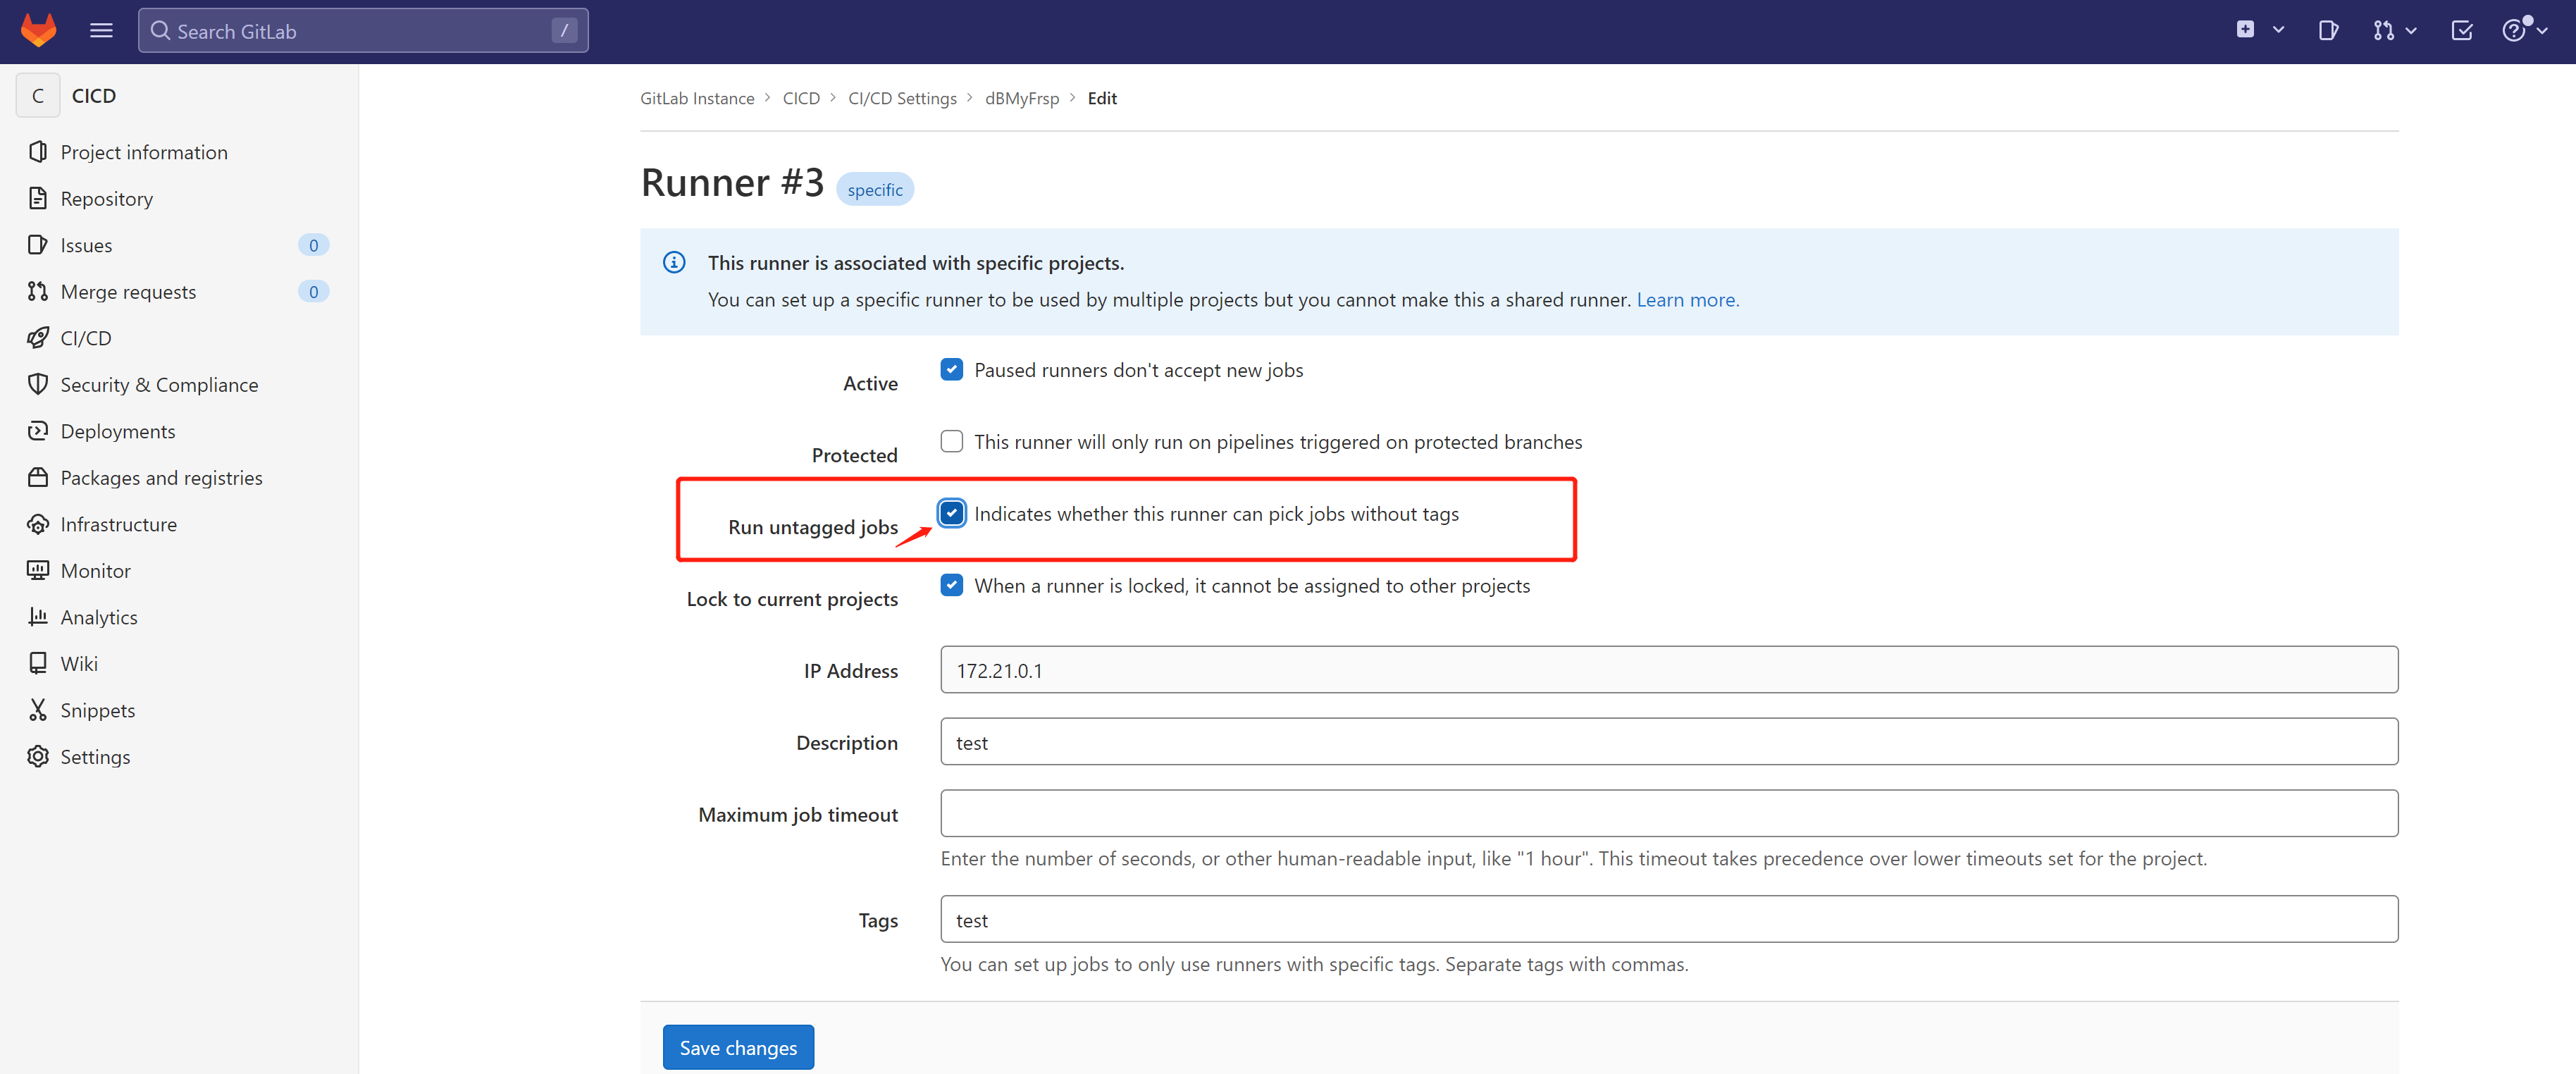 Search GitLab /
C CICD
Project information
Repository
Issues 0
Merge requests 0
CI/CD
Security & Compliance
Deployments
Packages and registries
Infrastructure
Monitor
Analytics
Wiki
Snippets
Settings
GitLab Instance > CICD > CI/CD Settings > dBMyFrsp > Edit
Runner #3 specific
This runner is associated with specific projects.
You can set up a specific runner to be used by multiple projects but you cannot make this a shared runner. Learn more.
Active Paused runners don't accept new jobs
Protected This runner will only run on pipelines triggered on protected branches
Run untagged jobs Indicates whether this runner can pick jobs without tags
Lock to current projects When a runner is locked, it cannot be assigned to other projects
IP Address 172.21.0.1
Description test
Maximum job timeout
Enter the number of seconds, or other human-readable input, like "1 hour". This timeout takes precedence over lower timeouts set for the project.
Tags test
You can set up jobs to only use runners with specific tags. Separate tags with commas.
Save changes